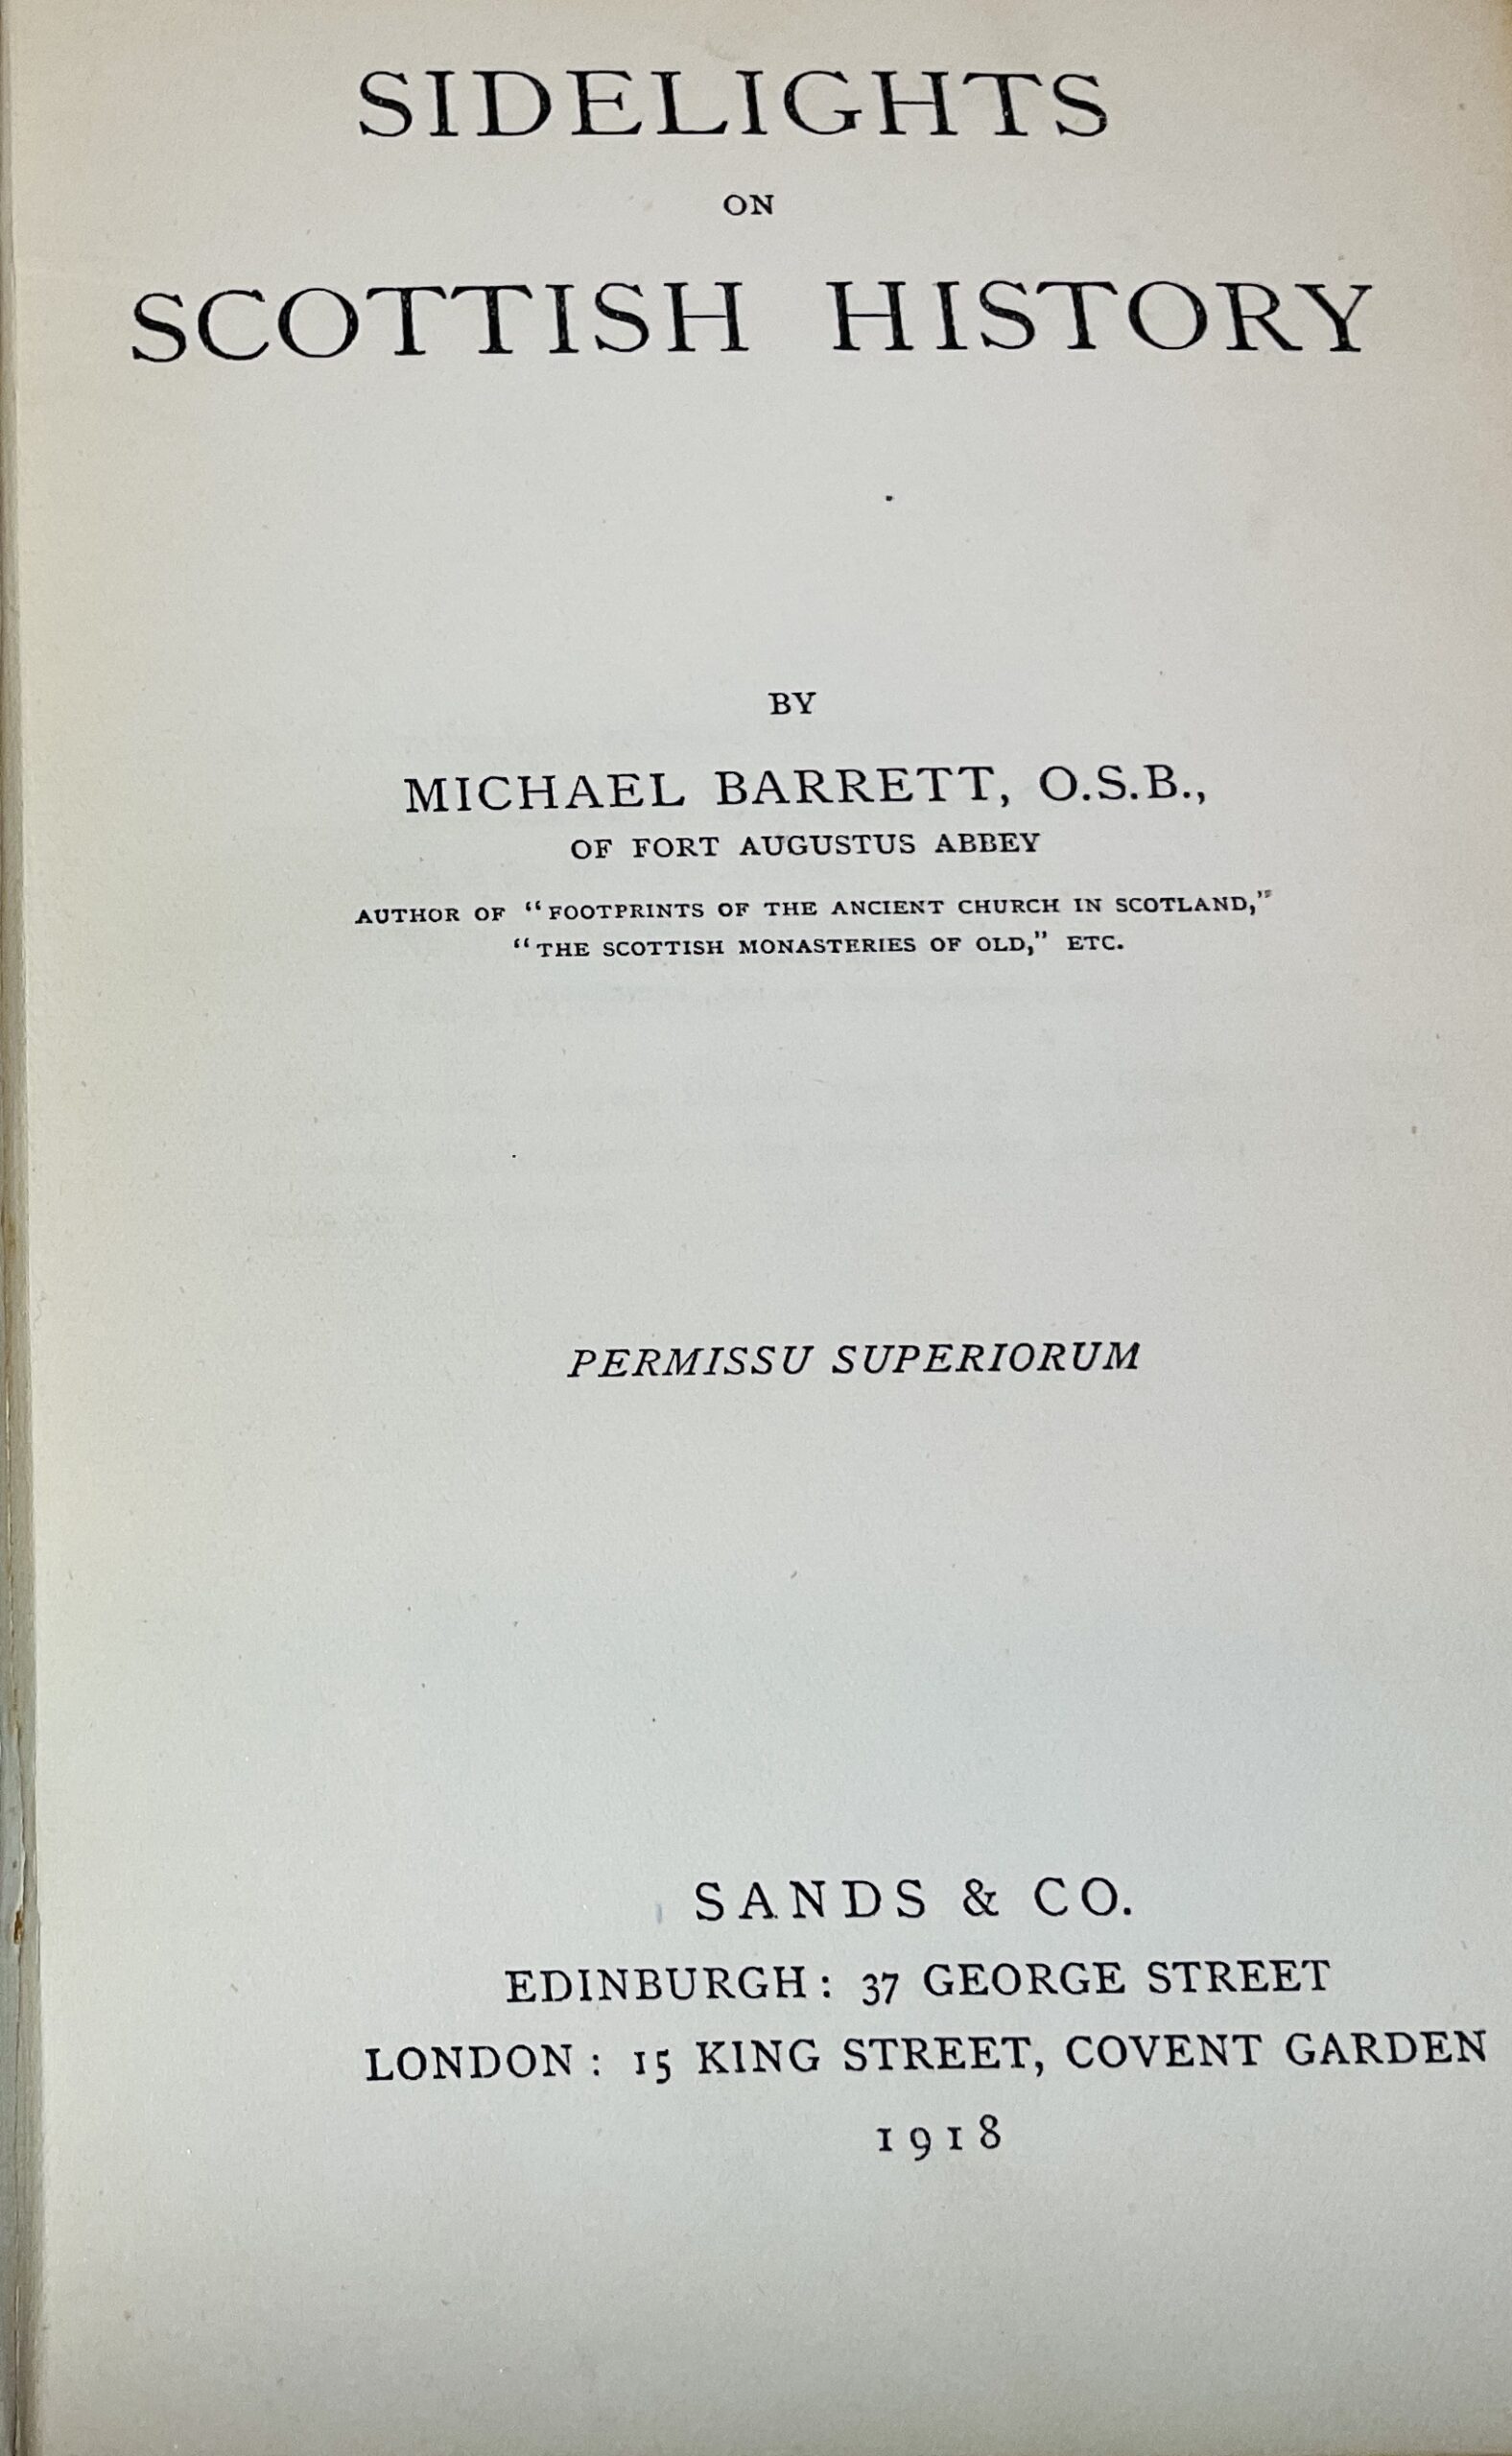 SIDELIGHTS
ON
SCOTTISH HISTORY
BY
MICHAEL BARRETT, O.S.B.,
OF FORT AUGUSTUS ABBEY
AUTHOR OF "FOOTPRINTS OF THE ANCIENT CHURCH IN SCOTLAND,"
"THE SCOTTISH MONASTERIES OF OLD," ETC.
PERMISSU SUPERIORUM
SANDS & CO.
EDINBURGH: 37 GEORGE STREET
LONDON: 15 KING STREET, COVENT GARDEN
1918